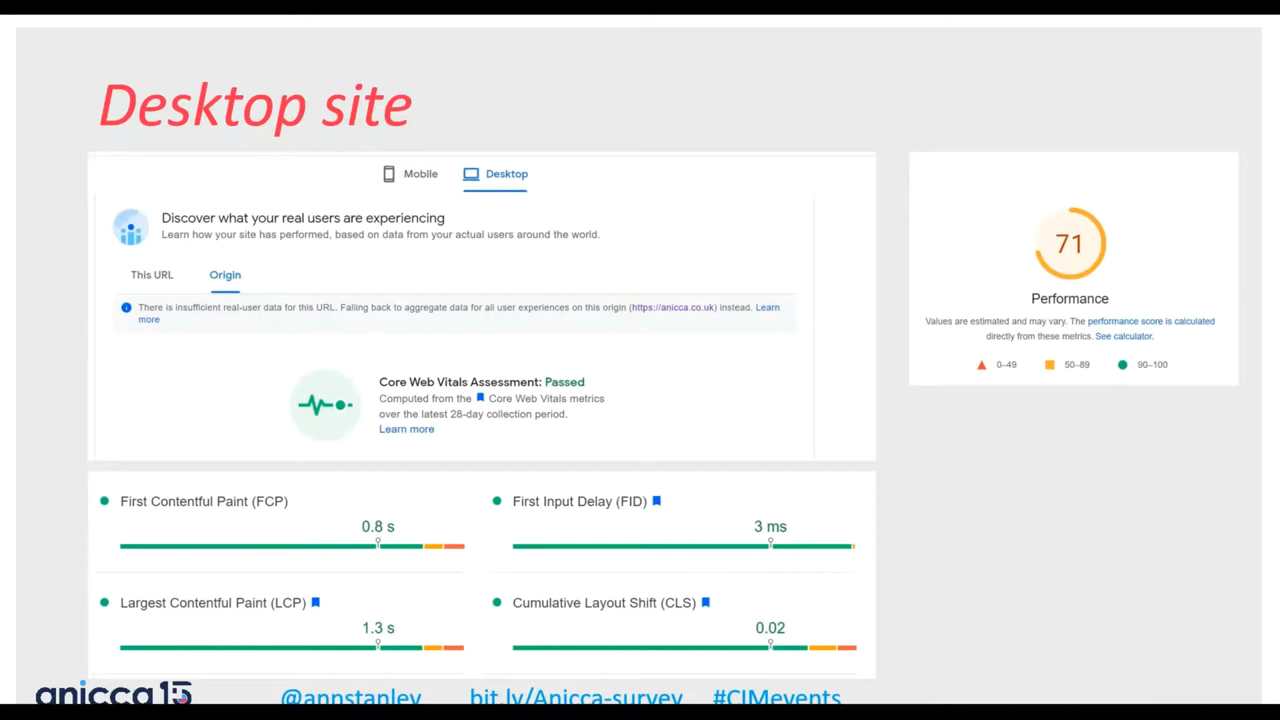 Desktop site
Mobile
Desktop
Discover what your real users are experiencing
Learn how your site has performed, based on data from your actual users around the world.
This URL
Origin
There is insufficient real-user data for this URL. Falling back to aggregate data for all user experiences on this origin (https://anicca.co.uk) instead. Learn
more
Core Web Vitals Assessment: Passed
Computed from the Core Web Vitals metrics
over the latest 28-day collection period.
Learn more
71
Performance
Values are estimated and may vary. The performance score is calculated
directly from these metrics. See calculator.
0–49
50–89
90–100
First Contentful Paint (FCP)
0.8 s
First Input Delay (FID)
3 ms
Largest Contentful Paint (LCP)
1.3 s
Cumulative Layout Shift (CLS)
0.02
anicca 15
@annstanley
bit.ly/Anicca-survey
#CIMevents